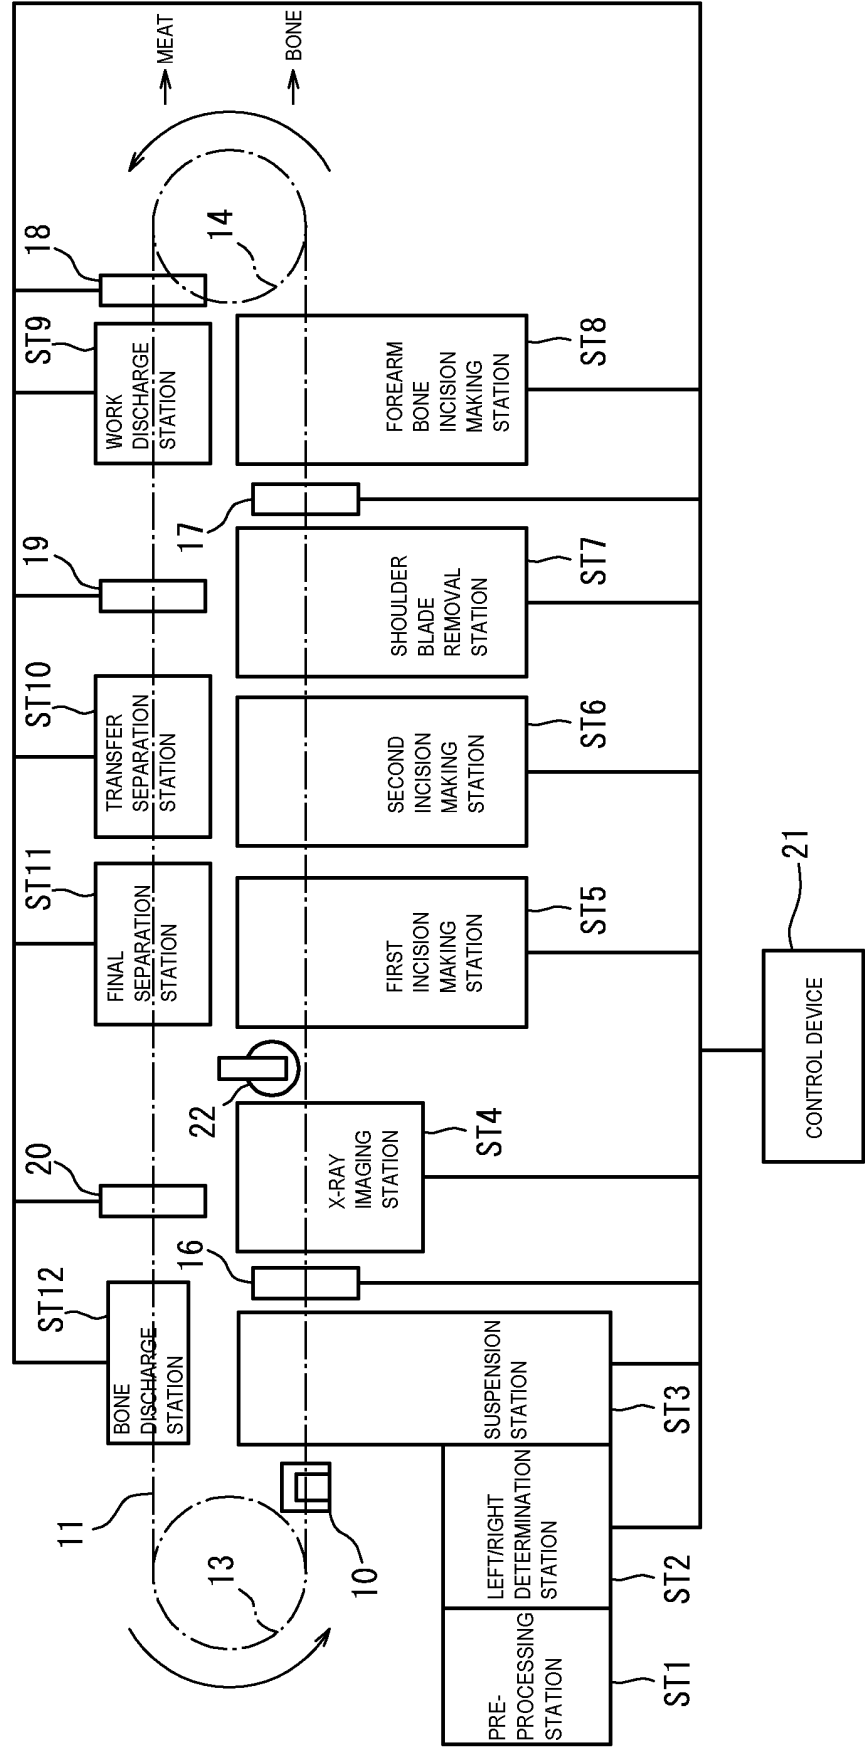 MEAT
BONE
14
18
ST9
WORK
DISCHARGE
STATION
FOREARM
BONE
INCISION
MAKING
STATION
ST8
19
17
SHOULDER
BLADE
REMOVAL
STATION
ST7
ST10
TRANSFER
SEPARATION
STATION
SECOND
INCISION
MAKING
STATION
ST6
ST11
FINAL
SEPARATION
STATION
FIRST
INCISION
MAKING
STATION
ST5
21
CONTROL DEVICE
22
X-RAY
IMAGING
STATION
ST4
20
16
ST12
BONE
DISCHARGE
STATION
SUSPENSION
STATION
ST3
11
13
10
LEFT/RIGHT
DETERMINATION
STATION
ST2
PRE-
PROCESSING
STATION
ST1